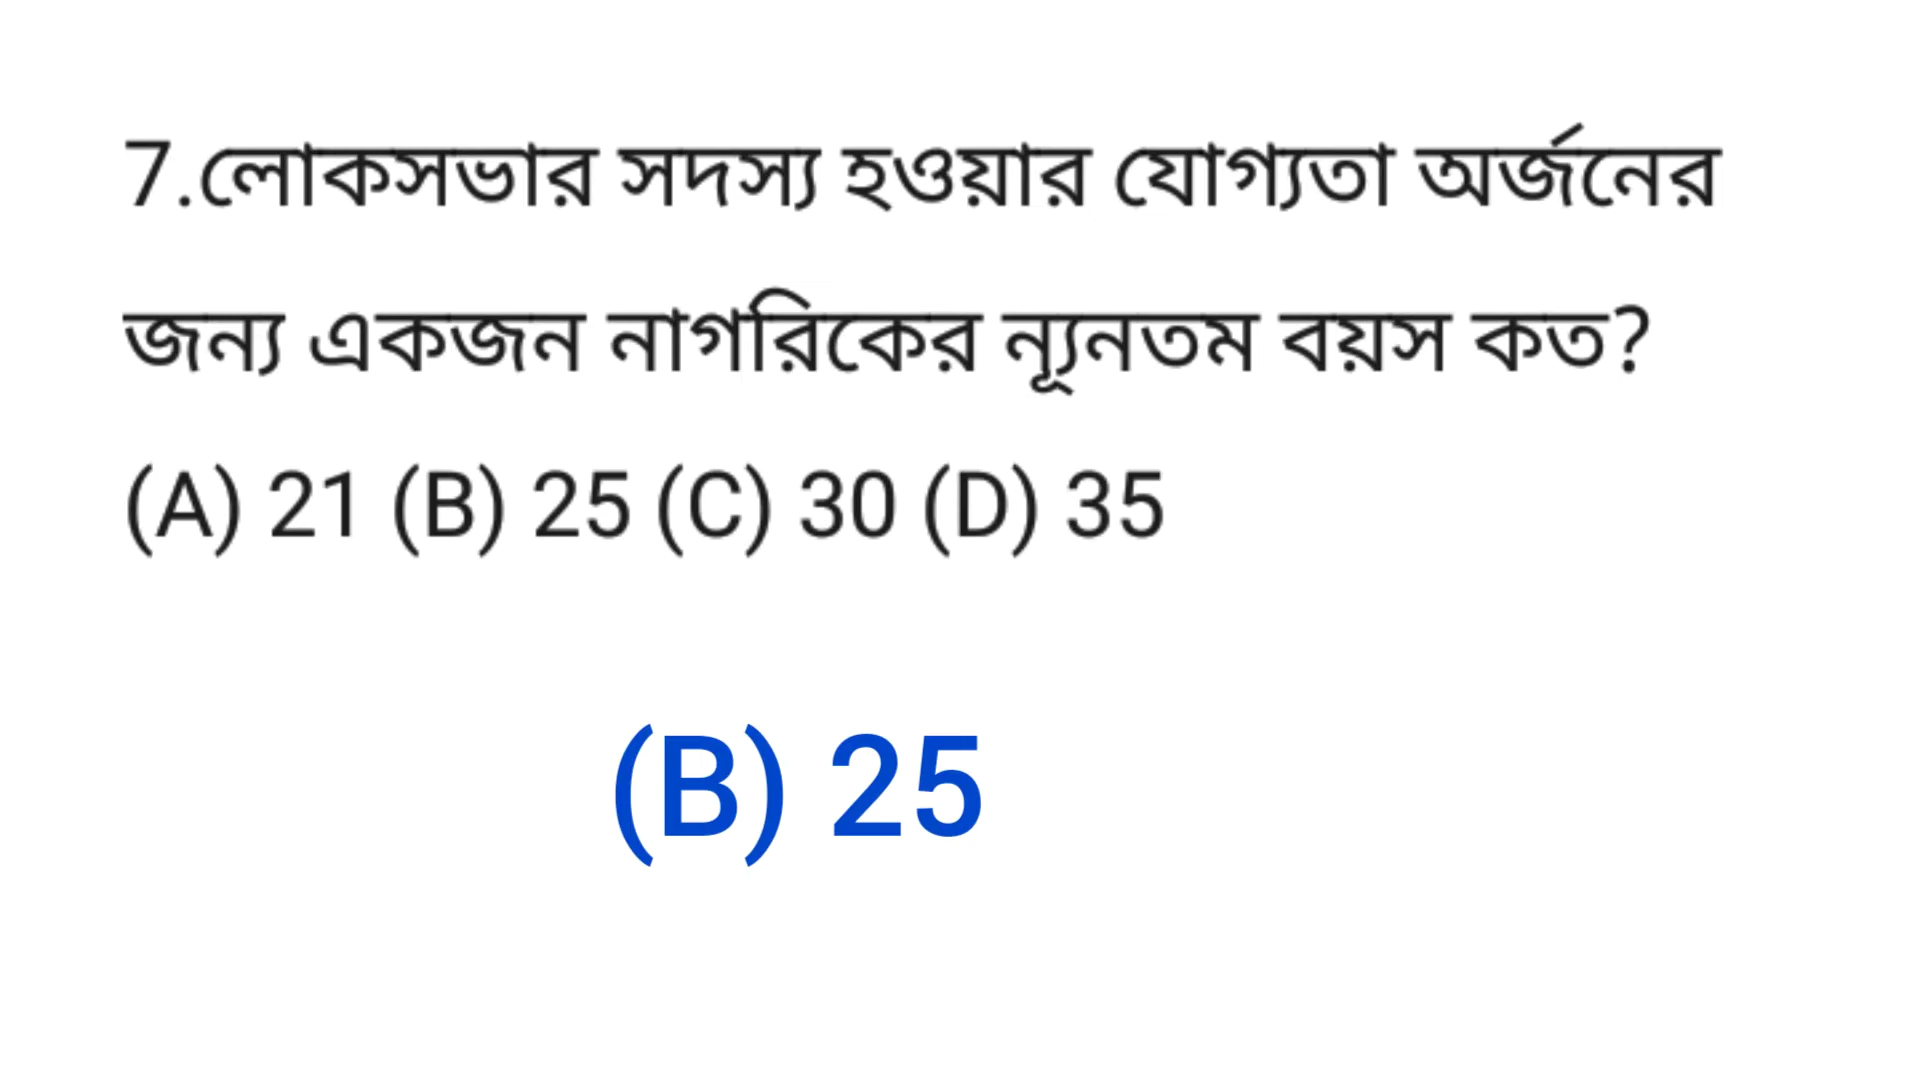 7.লোকসভার সদস্য হওয়ার যোগ্যতা অর্জনের
জন্য একজন নাগরিকের ন্যূনতম বয়স কত?
(A) 21 (B) 25 (C) 30 (D) 35
(B) 25